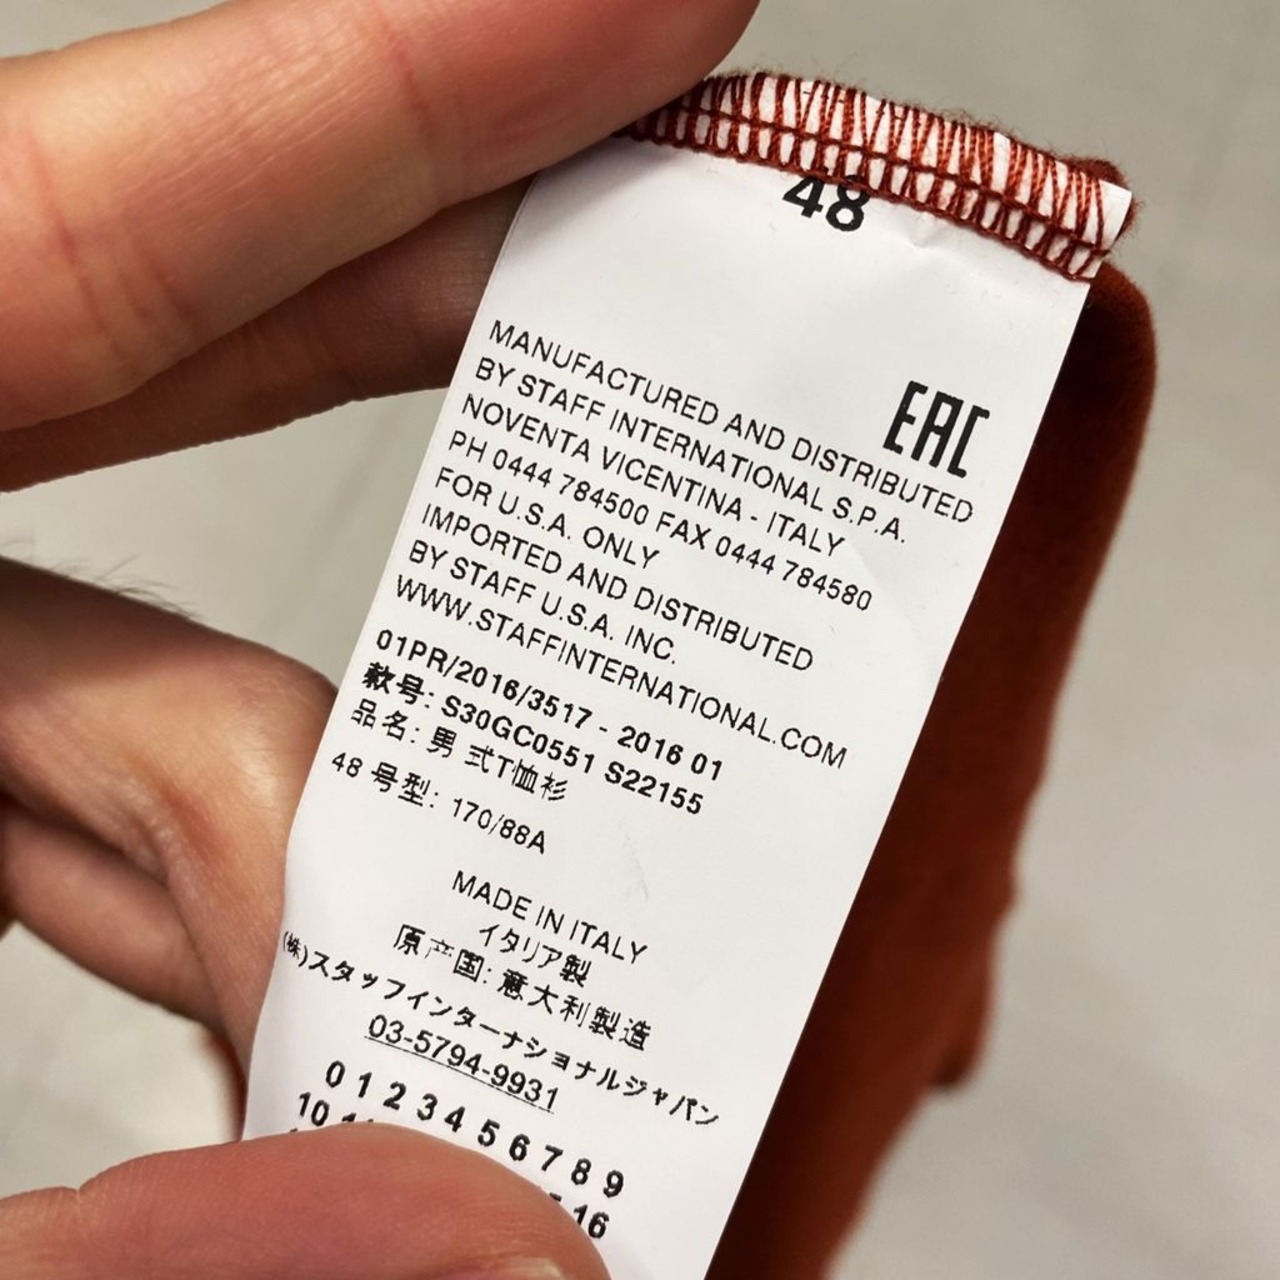 48
EAC
MANUFACTURED AND DISTRIBUTED
BY STAFF INTERNATIONAL S.P.A.
NOVENTA VICENTINA - ITALY
PH 0444 784500 FAX 0444 784580
FOR U.S.A. ONLY
IMPORTED AND DISTRIBUTED
BY STAFF U.S.A. INC.
WWW.STAFFINTERNATIONAL.COM
01PR/2016/3517 - 2016 01
款号: S30GC0551 S22155
品名: 男 式T恤衫
48 号型: 170/88A
MADE IN ITALY
イタリア製
原产国: 意大利製造
(株)スタッフインターナショナルジャパン
03-5794-9931
0 1 2 3 4 5 6 7 8 9
10 16